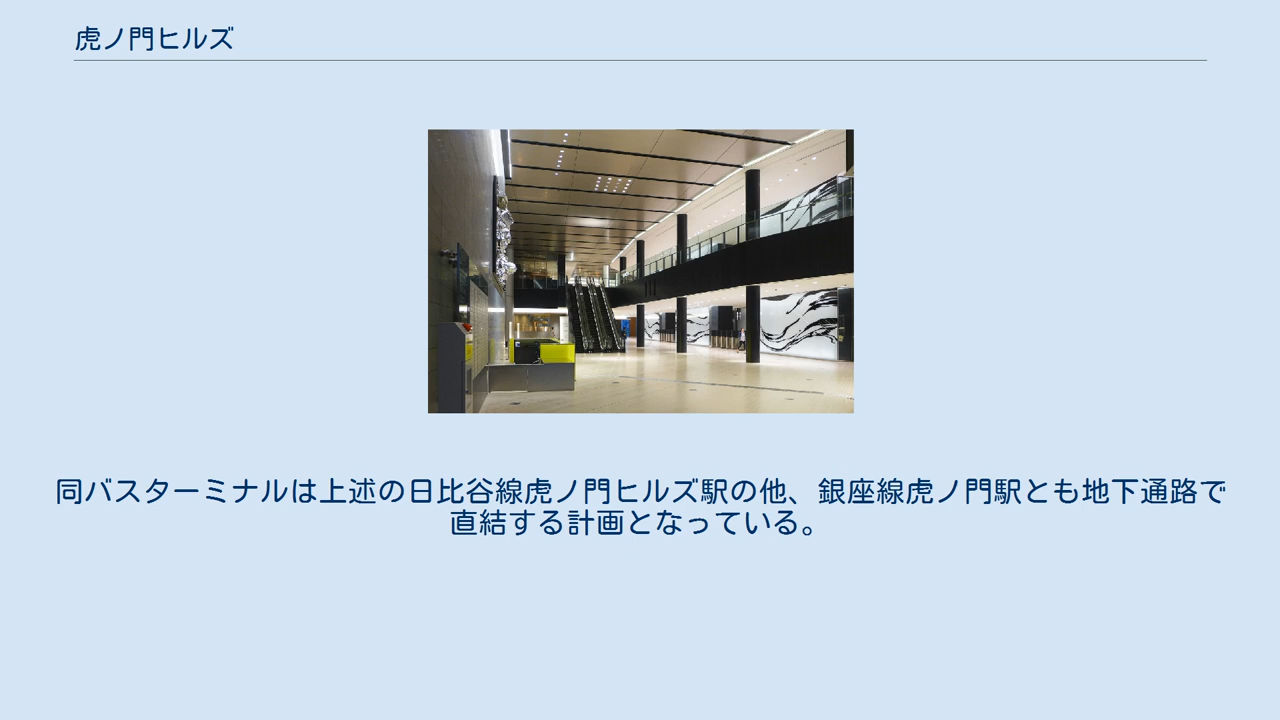 虎ノ門ヒルズ
同バスターミナルは上述の日比谷線虎ノ門ヒルズ駅の他、銀座線虎ノ門駅とも地下通路で
直結する計画となっている。